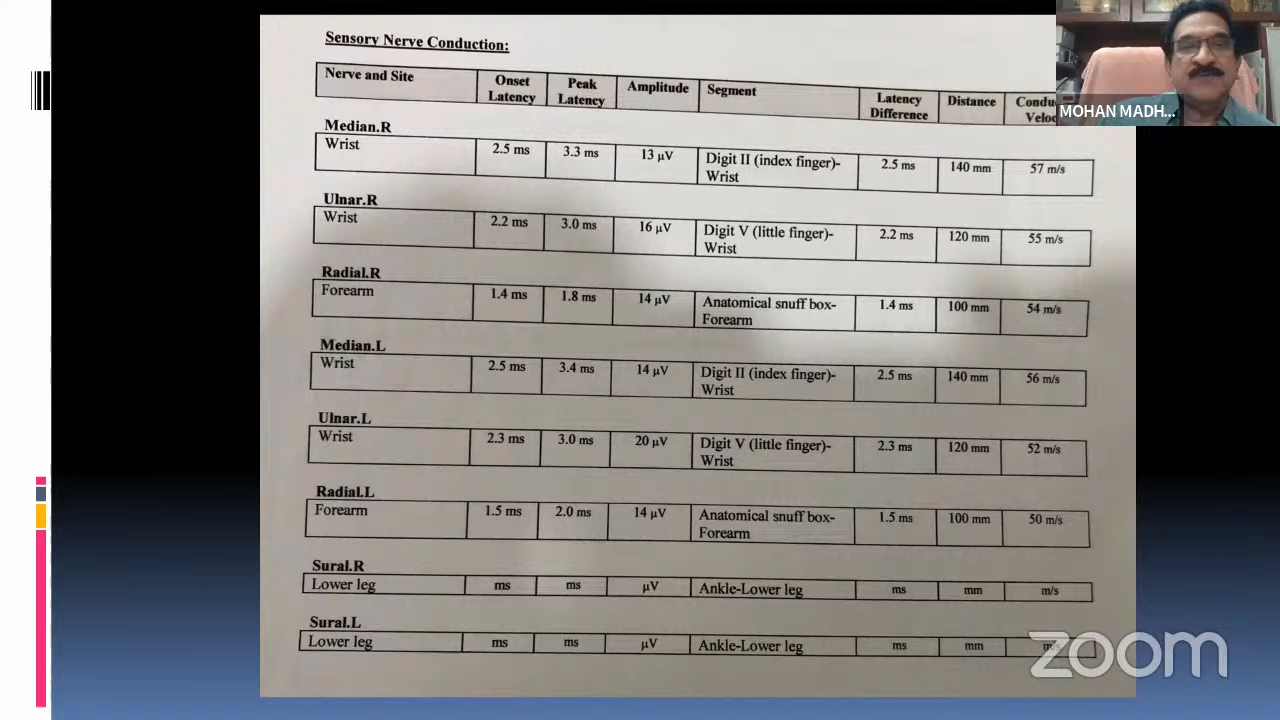 Sensory Nerve Conduction:
Nerve and Site Onset Latency Peak Latency Amplitude Segment Latency Difference Distance Condu Veloc
Median.R
Wrist 2.5 ms 3.3 ms 13 µV Digit II (index finger)- Wrist 2.5 ms 140 mm 57 m/s
Ulnar.R
Wrist 2.2 ms 3.0 ms 16 µV Digit V (little finger)- Wrist 2.2 ms 120 mm 55 m/s
Radial.R
Forearm 1.4 ms 1.8 ms 14 µV Anatomical snuff box- Forearm 1.4 ms 100 mm 54 m/s
Median.L
Wrist 2.5 ms 3.4 ms 14 µV Digit II (index finger)- Wrist 2.5 ms 140 mm 56 m/s
Ulnar.L
Wrist 2.3 ms 3.0 ms 20 µV Digit V (little finger)- Wrist 2.3 ms 120 mm 52 m/s
Radial.L
Forearm 1.5 ms 2.0 ms 14 µV Anatomical snuff box- Forearm 1.5 ms 100 mm 50 m/s
Sural.R
Lower leg ms ms µV Ankle-Lower leg ms mm m/s
Sural.L
Lower leg ms ms µV Ankle-Lower leg ms mm m/s
MOHAN MADH...
zoom